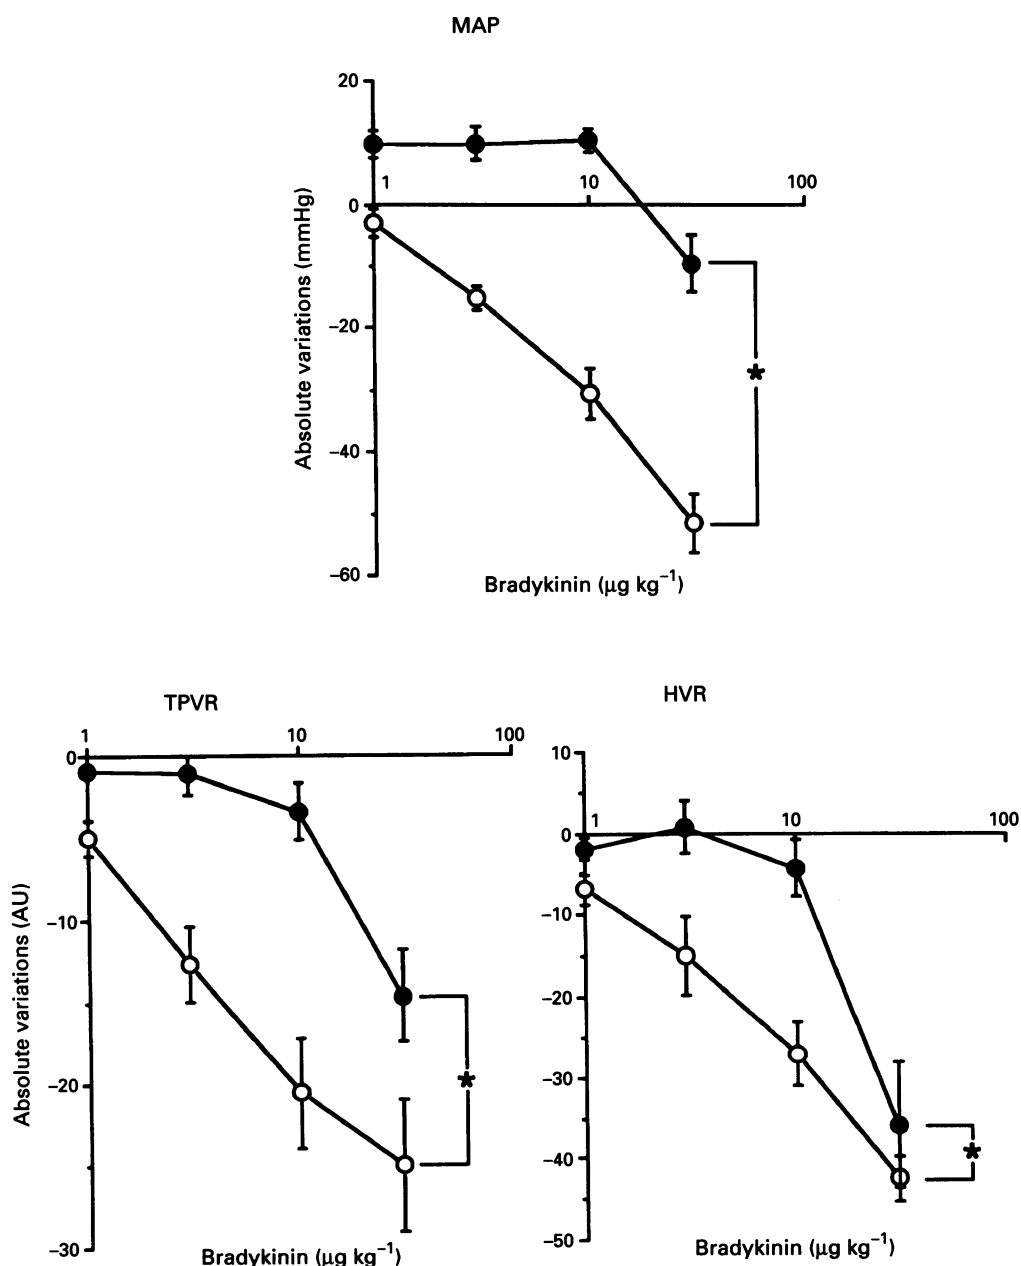 MAP
20
1 10 100
0
−20
−40
−60
Absolute variations (mmHg)
Bradykinin (µg kg−1)
*
TPVR
1 10 100
0
−10
−20
−30
Absolute variations (AU)
Bradykinin (µg kg−1)
*
HVR
10
1 10 100
0
−10
−20
−30
−40
−50
Bradykinin (µg kg−1)
*